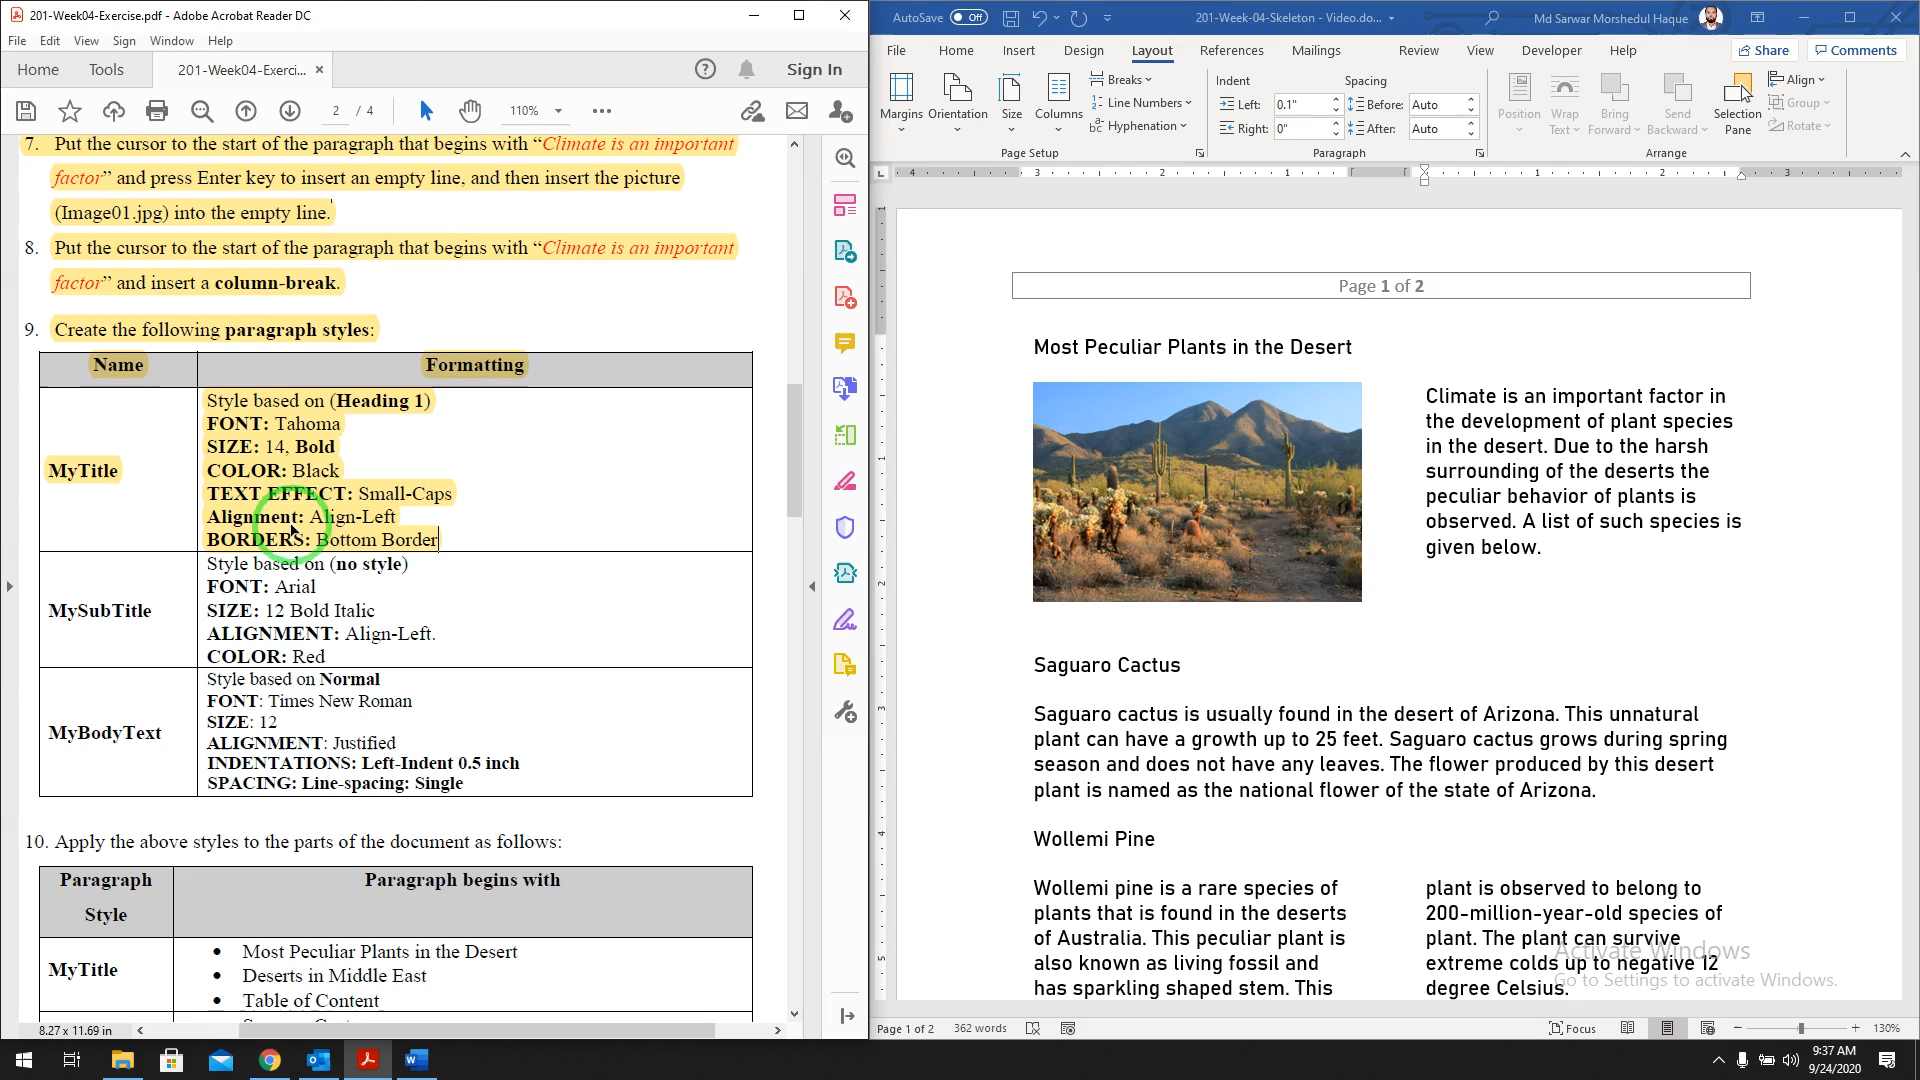 201-Week04-Exercise.pdf - Adobe Acrobat Reader DC
File Edit View Sign Window Help
Home Tools 201-Week04-Exerci... × Sign In
2 / 4 110%
7. Put the cursor to the start of the paragraph that begins with “Climate is an important
factor” and press Enter key to insert an empty line, and then insert the picture
(Image01.jpg) into the empty line.
8. Put the cursor to the start of the paragraph that begins with “Climate is an important
factor” and insert a column-break.
9. Create the following paragraph styles:
Name Formatting
MyTitle
Style based on (Heading 1)
FONT: Tahoma
SIZE: 14, Bold
COLOR: Black
TEXT EFFECT: Small-Caps
Alignment: Align-Left
BORDERS: Bottom Border
MySubTitle
Style based on (no style)
FONT: Arial
SIZE: 12 Bold Italic
ALIGNMENT: Align-Left.
COLOR: Red
MyBodyText
Style based on Normal
FONT: Times New Roman
SIZE: 12
ALIGNMENT: Justified
INDENTATIONS: Left-Indent 0.5 inch
SPACING: Line-spacing: Single
10. Apply the above styles to the parts of the document as follows:
Paragraph
Style
Paragraph begins with
MyTitle
• Most Peculiar Plants in the Desert
• Deserts in Middle East
• Table of Content
8.27 x 11.69 in
AutoSave Off 201-Week-04-Skeleton - Video.do... Md Sarwar Morshedul Haque
File Home Insert Design Layout References Mailings Review View Developer Help Share Comments
Margins Orientation Size Columns
Breaks
Line Numbers
Hyphenation
Page Setup
Indent Spacing
Left: 0.1" Before: Auto
Right: 0" After: Auto
Paragraph
Position Wrap Text Bring Forward Send Backward Selection Pane
Align
Group
Rotate
Arrange
Page 1 of 2
Most Peculiar Plants in the Desert
Climate is an important factor in
the development of plant species
in the desert. Due to the harsh
surrounding of the deserts the
peculiar behavior of plants is
observed. A list of such species is
given below.
Saguaro Cactus
Saguaro cactus is usually found in the desert of Arizona. This unnatural
plant can have a growth up to 25 feet. Saguaro cactus grows during spring
season and does not have any leaves. The flower produced by this desert
plant is named as the national flower of the state of Arizona.
Wollemi Pine
Wollemi pine is a rare species of
plants that is found in the deserts
of Australia. This peculiar plant is
also known as living fossil and
has sparkling shaped stem. This
plant is observed to belong to
200-million-year-old species of
plant. The plant can survive
extreme colds up to negative 12
degree Celsius.
Activate Windows
Go to Settings to activate Windows.
Page 1 of 2 362 words Focus 130%
9:37 AM
9/24/2020